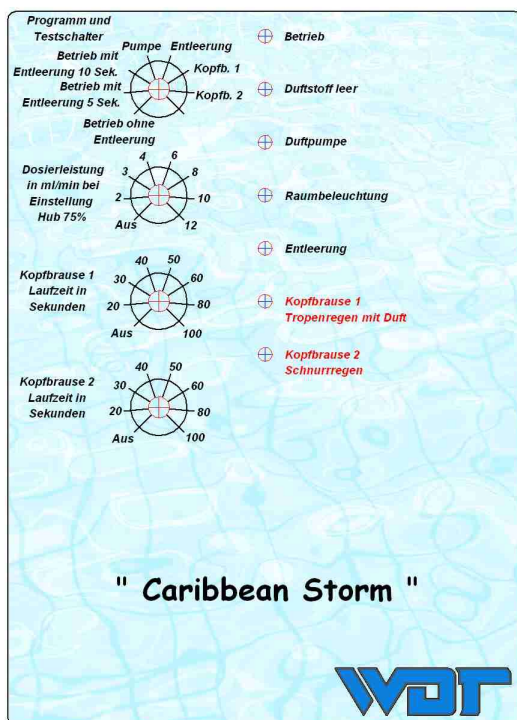 Programm und
Testschalter
Pumpe Entleerung
Betrieb mit
Entleerung 10 Sek.
Kopfb. 1
Betrieb mit
Entleerung 5 Sek.
Kopfb. 2
Betrieb ohne
Entleerung
Dosierleistung
in ml/min bei
Einstellung
Hub 75%
Aus
2
3
4
6
8
10
12
Kopfbrause 1
Laufzeit in
Sekunden
Aus
20
30
40
50
60
80
100
Kopfbrause 2
Laufzeit in
Sekunden
Aus
20
30
40
50
60
80
100
Betrieb
Duftstoff leer
Duftpumpe
Raumbeleuchtung
Entleerung
Kopfbrause 1
Tropenregen mit Duft
Kopfbrause 2
Schnurrregen
" Caribbean Storm "
WDT